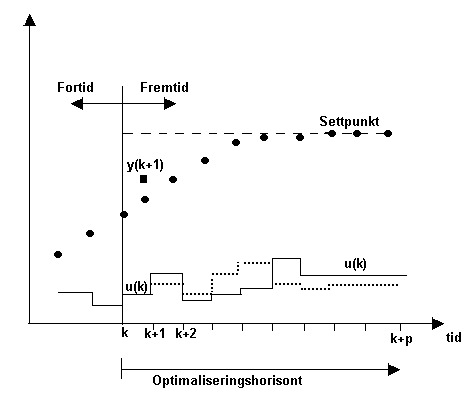 Fortid
Fremtid
Settpunkt
y(k+1)
u(k)
u(k)
k
k+1
k+2
k+p
tid
Optimaliseringshorisont